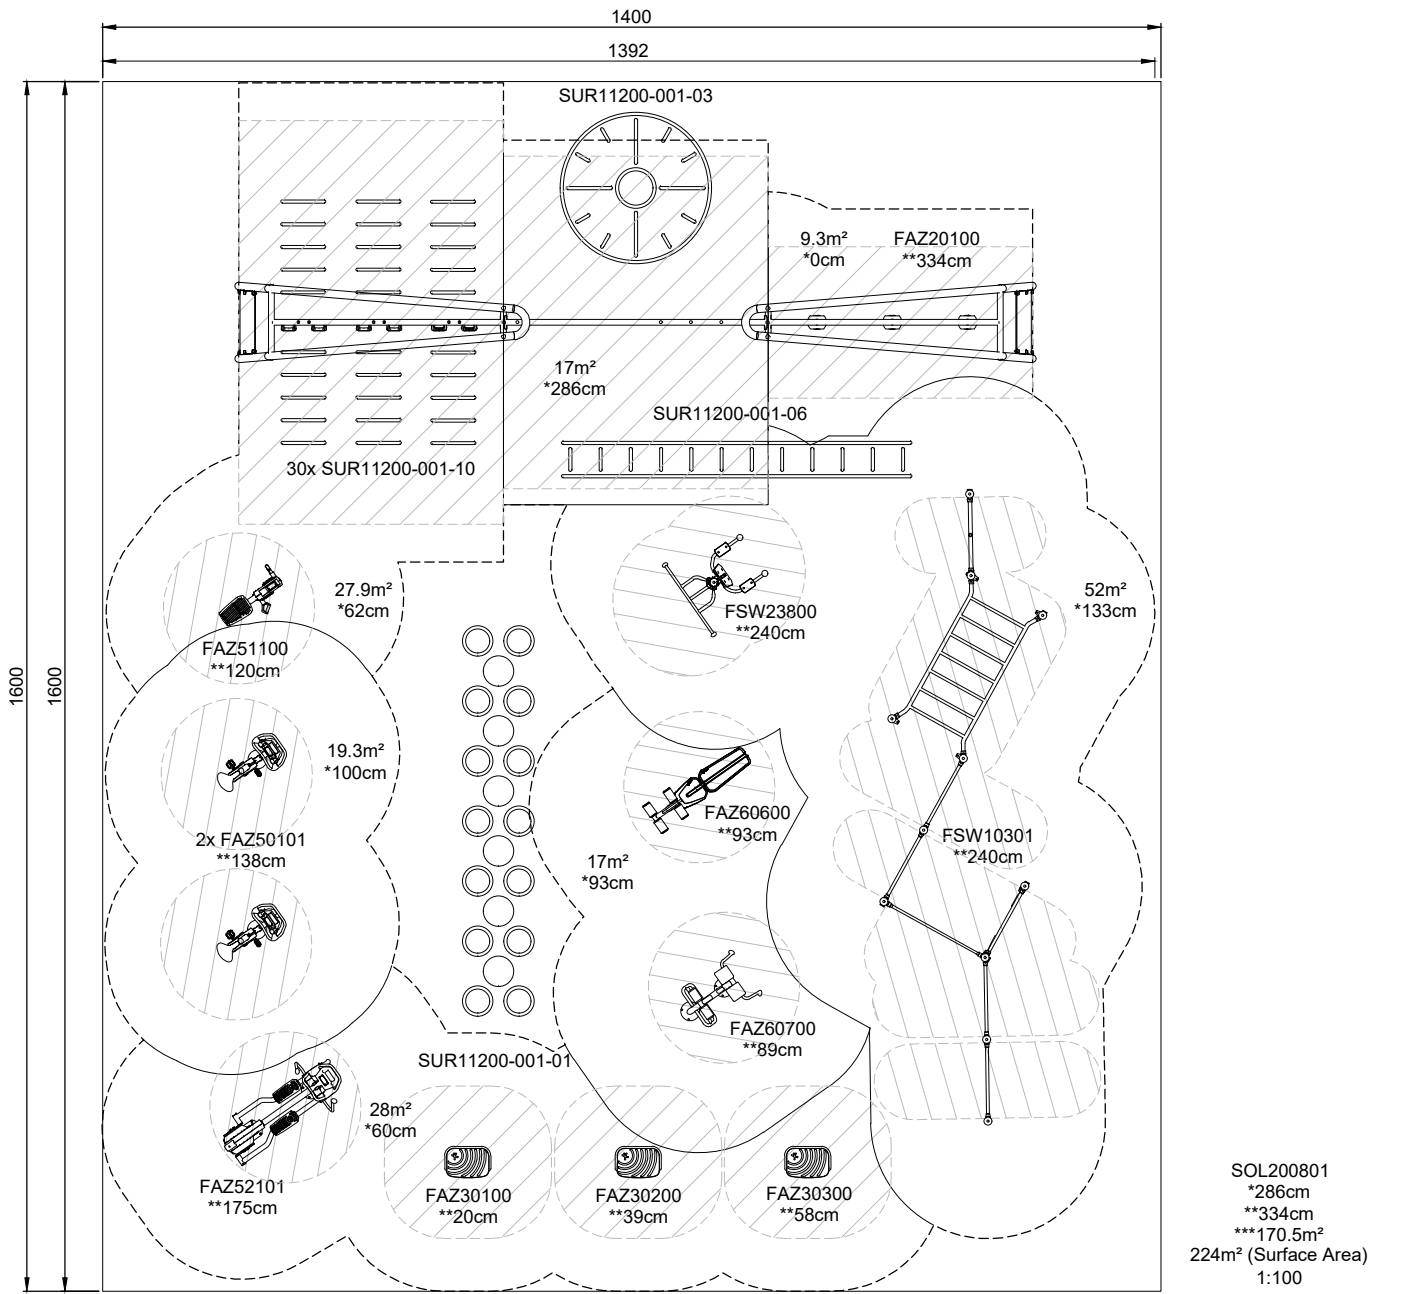 1400
1392
SUR11200-001-03
9.3m²
*0cm
FAZ20100
**334cm
17m²
*286cm
SUR11200-001-06
30x SUR11200-001-10
27.9m²
*62cm
FAZ51100
**120cm
FSW23800
**240cm
52m²
*133cm
1600
1600
19.3m²
*100cm
2x FAZ50101
**138cm
FAZ60600
**93cm
17m²
*93cm
FSW10301
**240cm
FAZ60700
**89cm
SUR11200-001-01
28m²
*60cm
FAZ52101
**175cm
FAZ30100
**20cm
FAZ30200
**39cm
FAZ30300
**58cm
SOL200801
*286cm
**334cm
***170.5m²
224m² (Surface Area)
1:100